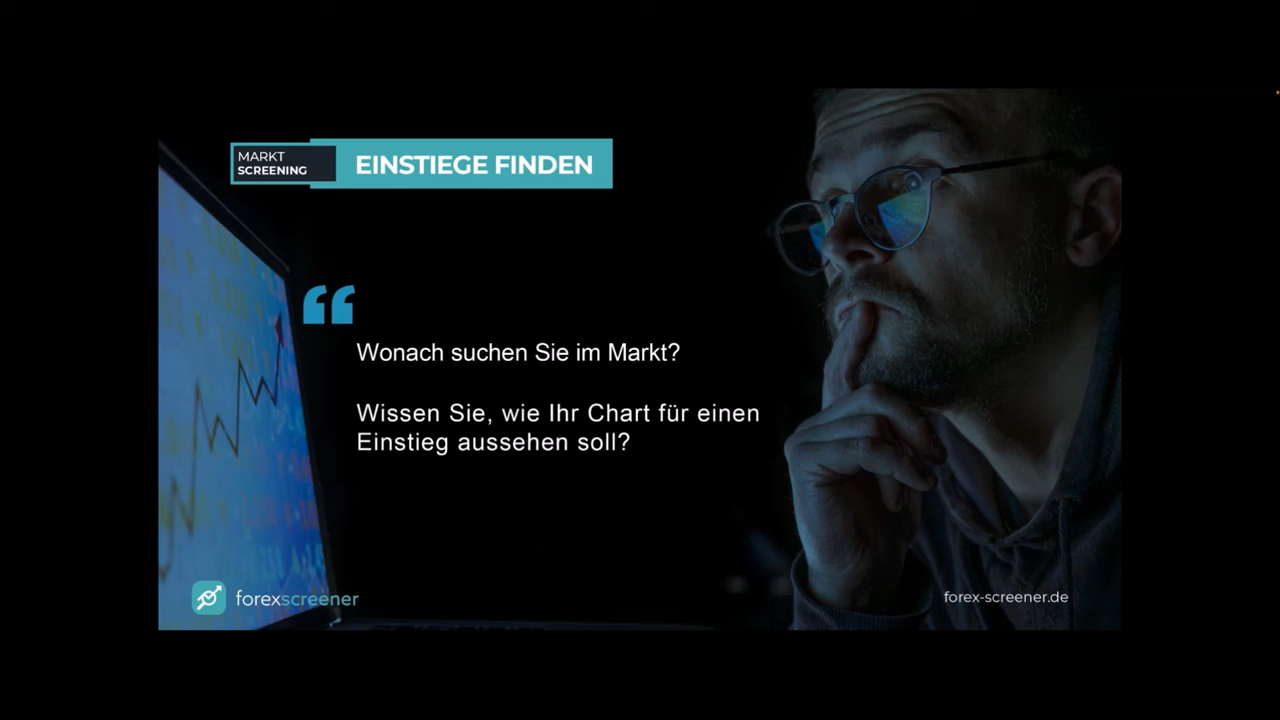 MARKT
SCREENING
EINSTIEGE FINDEN
Wonach suchen Sie im Markt?
Wissen Sie, wie Ihr Chart für einen
Einstieg aussehen soll?
forexscreener
forex-screener.de